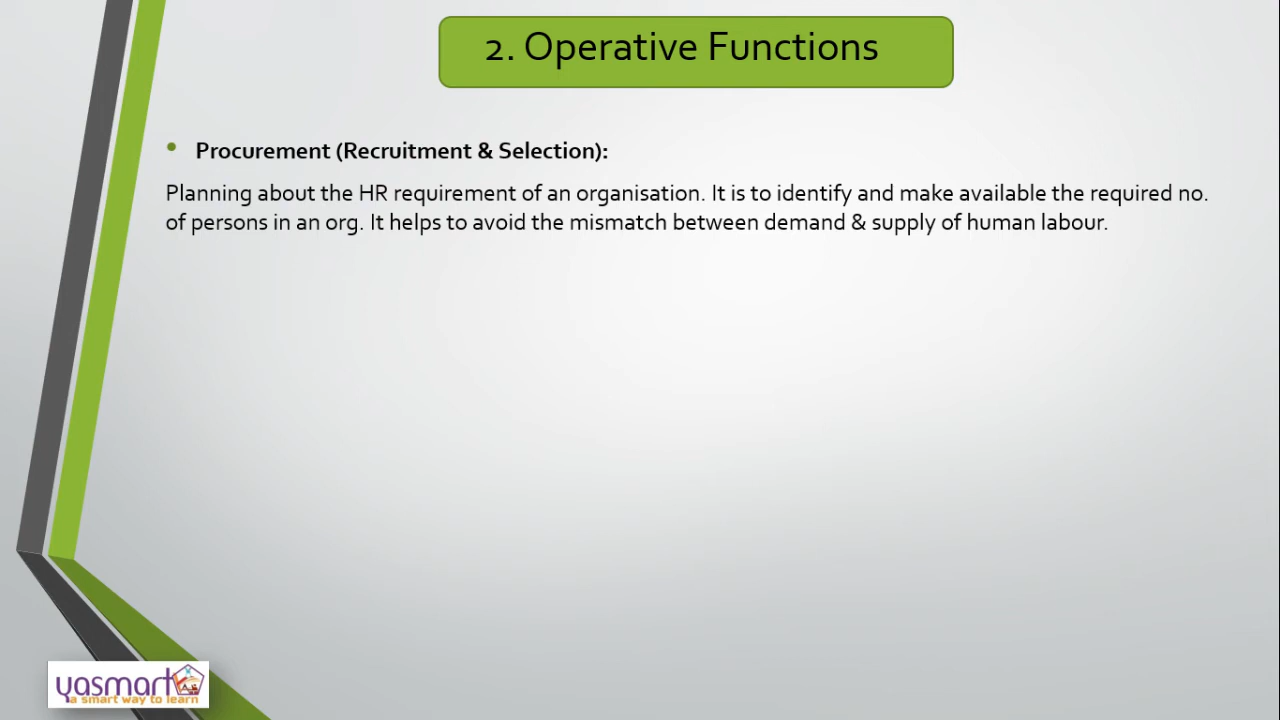 2. Operative Functions
• Procurement (Recruitment & Selection):
Planning about the HR requirement of an organisation. It is to identify and make available the required no.
of persons in an org. It helps to avoid the mismatch between demand & supply of human labour.
yasmart
a smart way to learn